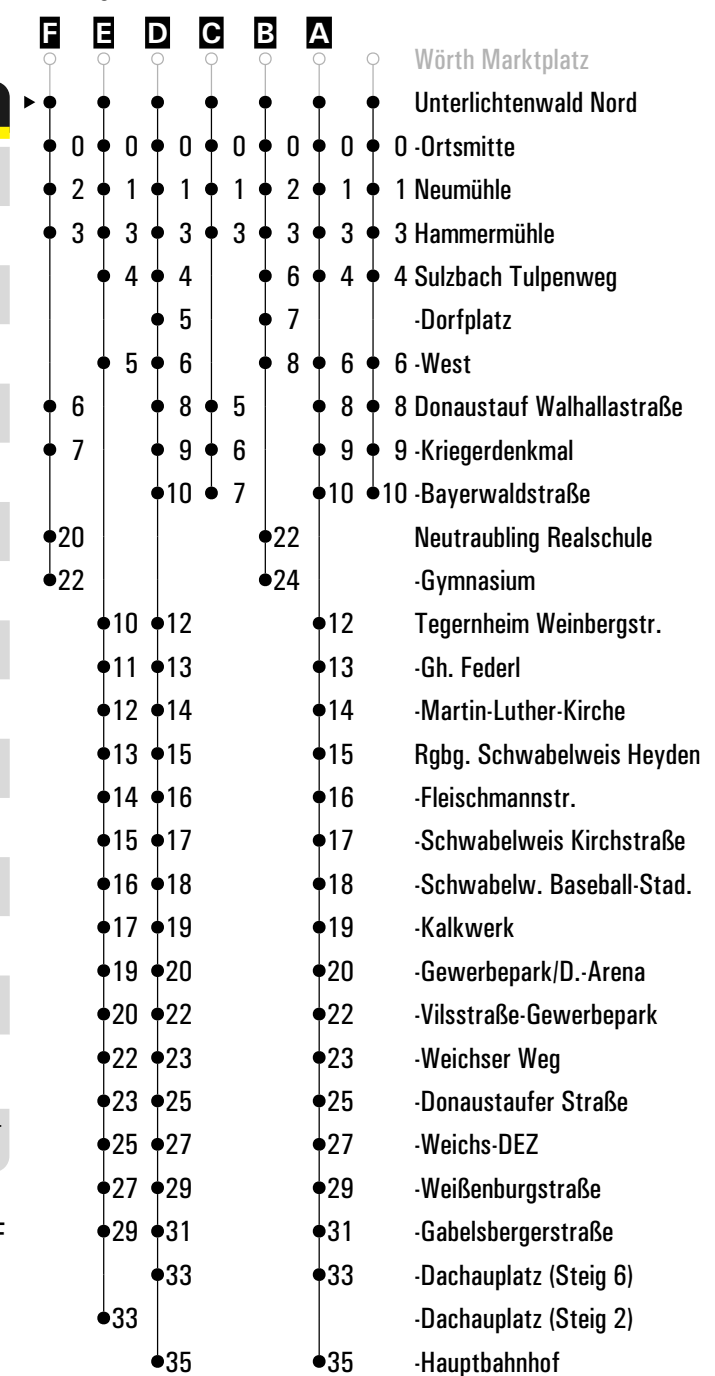 F E D C B A
Wörth Marktplatz
Unterlichtenwald Nord
0 0 0 0 0 0 0 -Ortsmitte
2 1 1 1 2 1 1 Neumühle
3 3 3 3 3 3 3 Hammermühle
4 4 6 4 4 Sulzbach Tulpenweg
5 7 -Dorfplatz
5 6 8 6 6 -West
6 8 5 8 8 Donaustauf Walhallastraße
7 9 6 9 9 -Kriegerdenkmal
10 7 10 10 -Bayerwaldstraße
20 22 Neutraubling Realschule
22 24 -Gymnasium
10 12 12 Tegernheim Weinbergstr.
11 13 13 -Gh. Federl
12 14 14 -Martin-Luther-Kirche
13 15 15 Rgbg. Schwabelweis Heyden
14 16 16 -Fleischmannstr.
15 17 17 -Schwabelweis Kirchstraße
16 18 18 -Schwabelw. Baseball-Stad.
17 19 19 -Kalkwerk
19 20 20 -Gewerbepark/D.-Arena
20 22 22 -Vilsstraße-Gewerbepark
22 23 23 -Weichser Weg
23 25 25 -Donaustaufer Straße
25 27 27 -Weichs-DEZ
27 29 29 -Weißenburgstraße
29 31 31 -Gabelsbergerstraße
33 33 -Dachauplatz (Steig 6)
33 -Dachauplatz (Steig 2)
35 35 -Hauptbahnhof